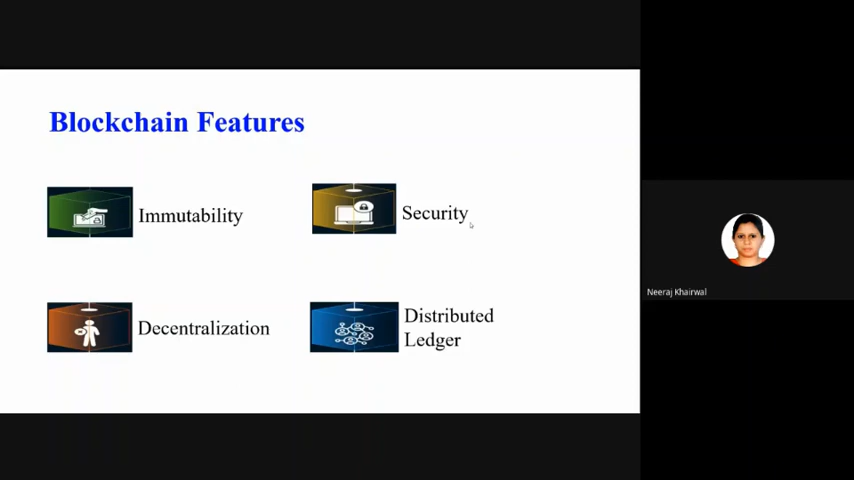 Blockchain Features
Immutability
Security
Decentralization
Distributed
Ledger
Neeraj Khairwal